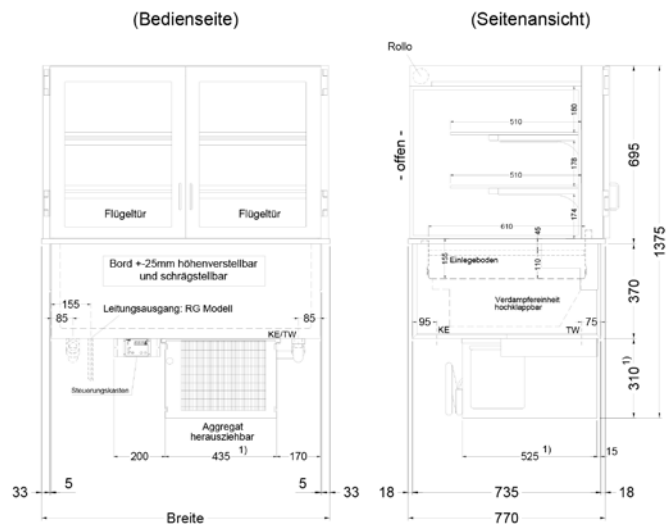 (Bedienseite)
(Seitenansicht)
Rollo
180
510
- offen -
178
510
695
1375
174
Flügeltür
Flügeltür
610
45
155
Einlegeboden
110
Bord +-25mm höhenverstellbar
und schrägstellbar
370
155
Leitungsausgang: RG Modell
Verdampfereinheit
hochklappbar
85
85
95
75
KE/TW
KE
TW
Steuerungskasten
310 1)
Aggregat
herausziehbar
200
435 1)
170
525 1)
15
33
5
5
33
18
735
18
Breite
770